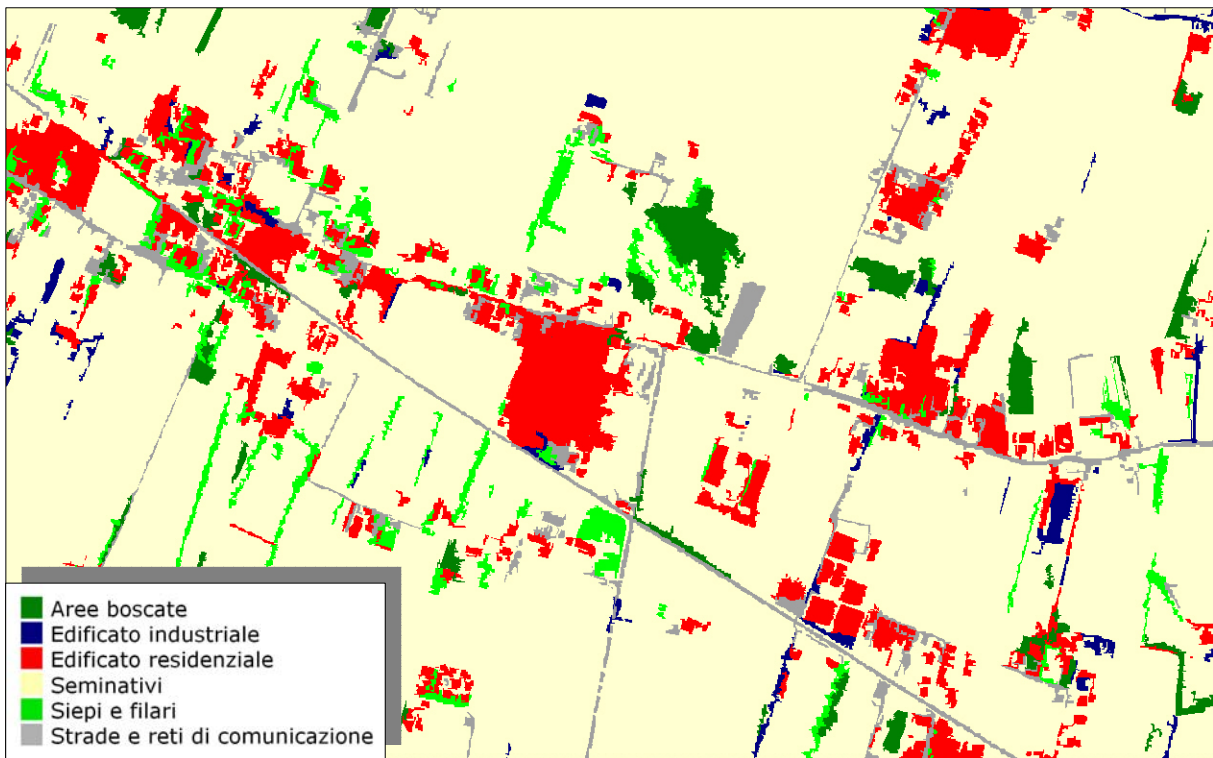 Aree boscate
Edificato industriale
Edificato residenziale
Seminativi
Siepi e filari
Strade e reti di comunicazione